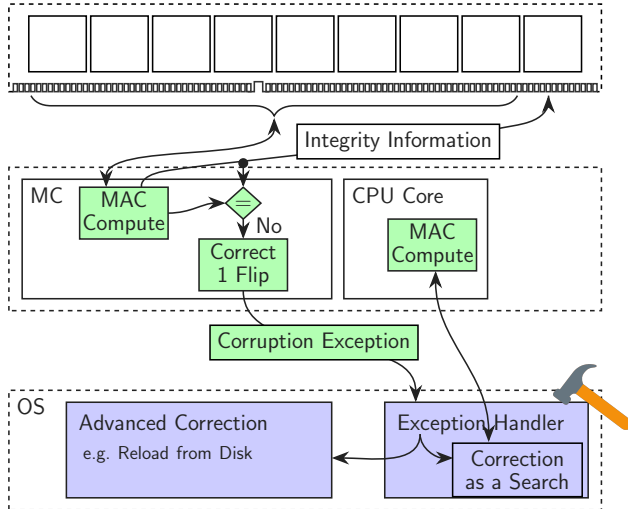 Integrity Information
MC
MAC
Compute
=
No
Correct
1 Flip
CPU Core
MAC
Compute
Corruption Exception
OS
Advanced Correction
e.g. Reload from Disk
Exception Handler
Correction
as a Search